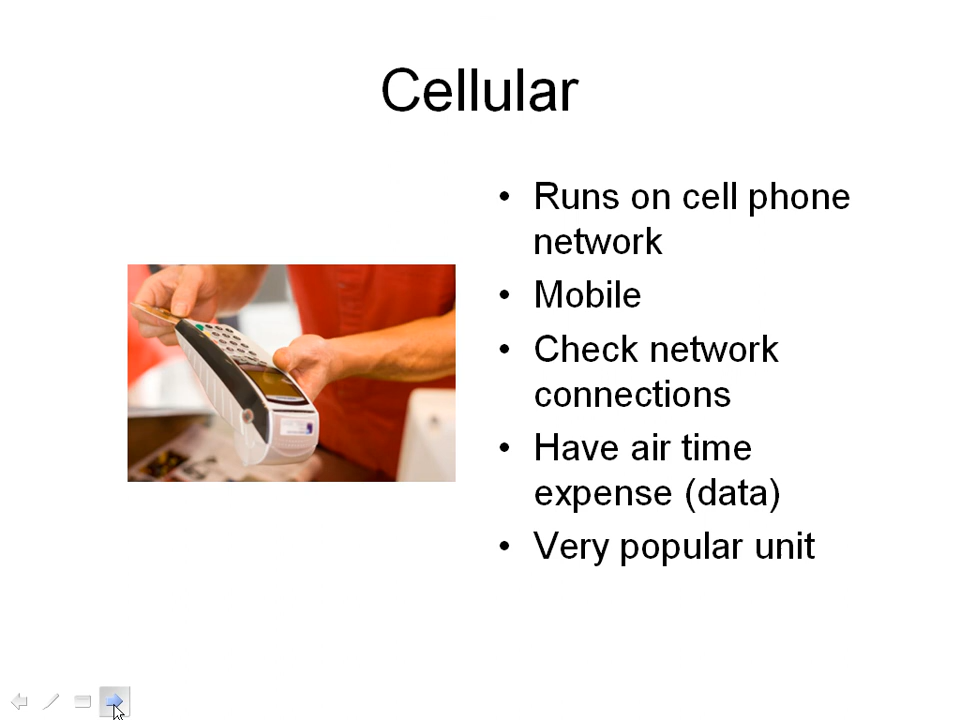 Cellular
• Runs on cell phone
network
• Mobile
• Check network
connections
• Have air time
expense (data)
• Very popular unit